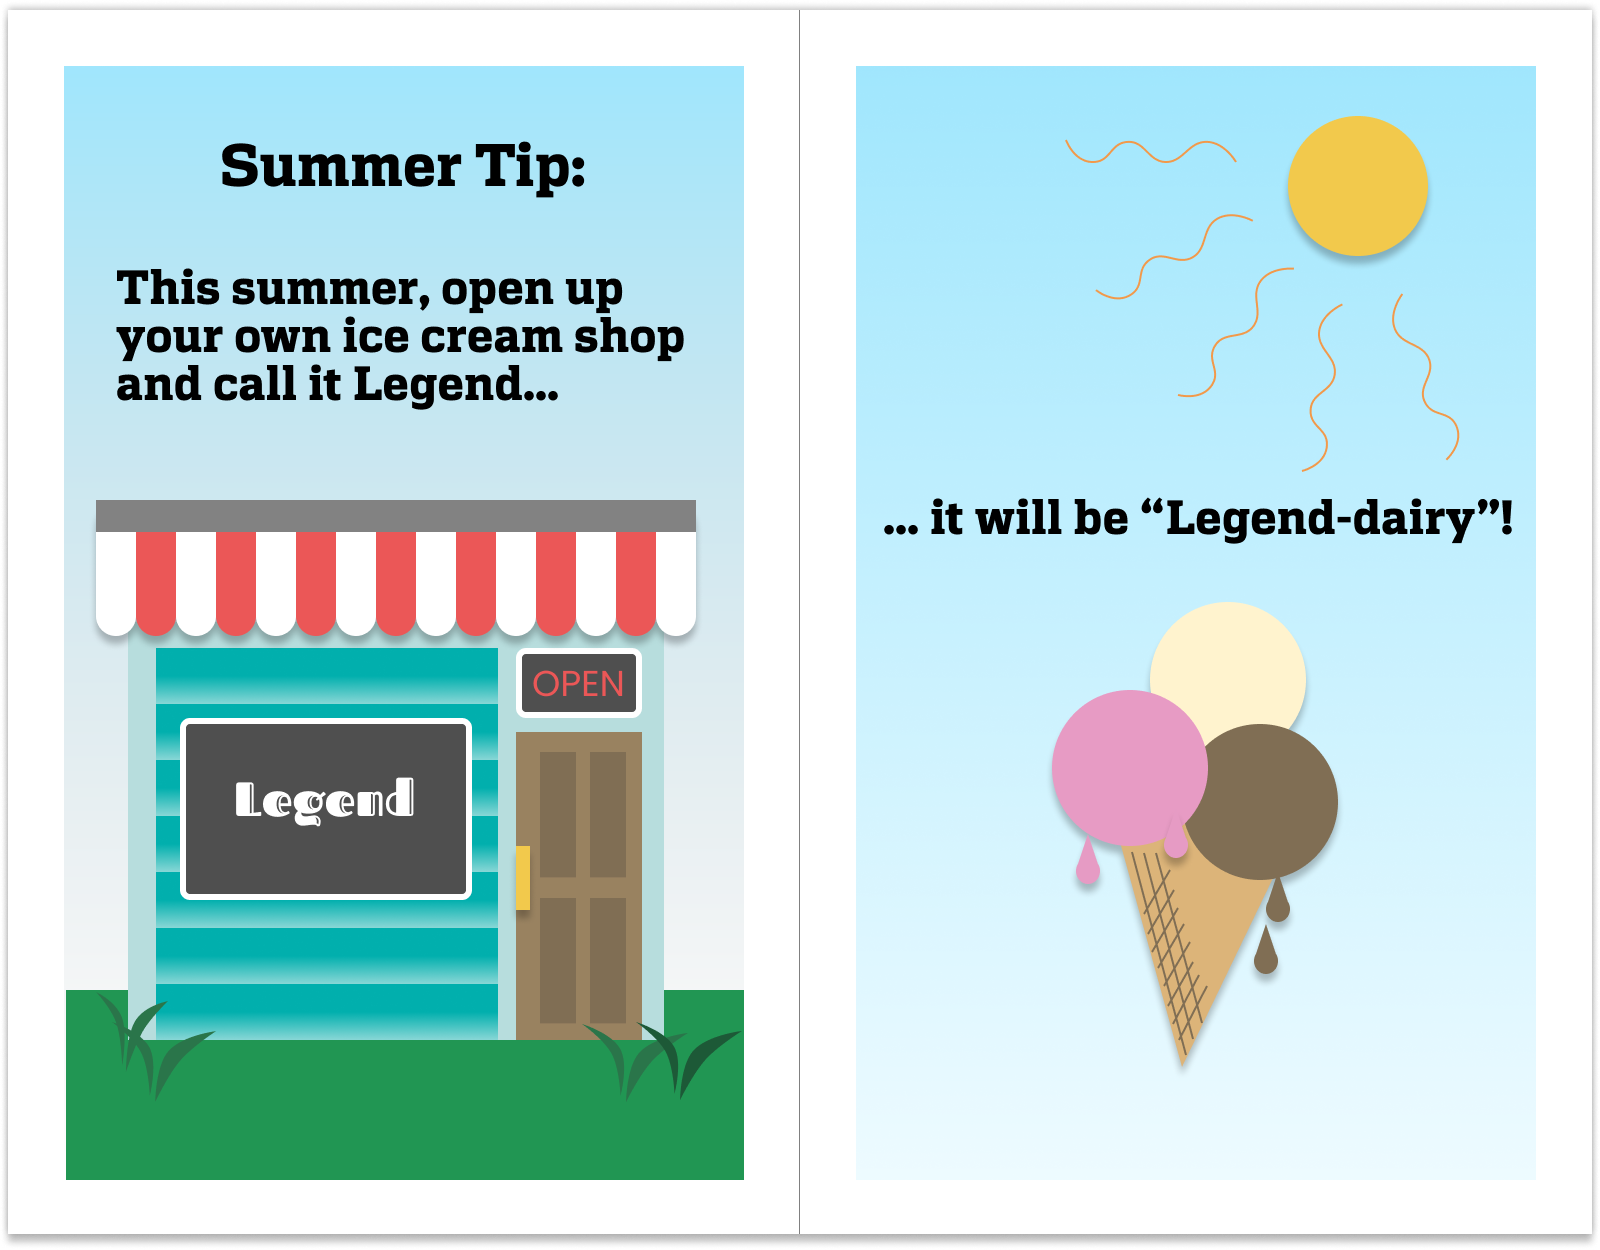 Summer Tip:
This summer, open up
your own ice cream shop
and call it Legend...
OPEN
Legend
... it will be “Legend-dairy”!